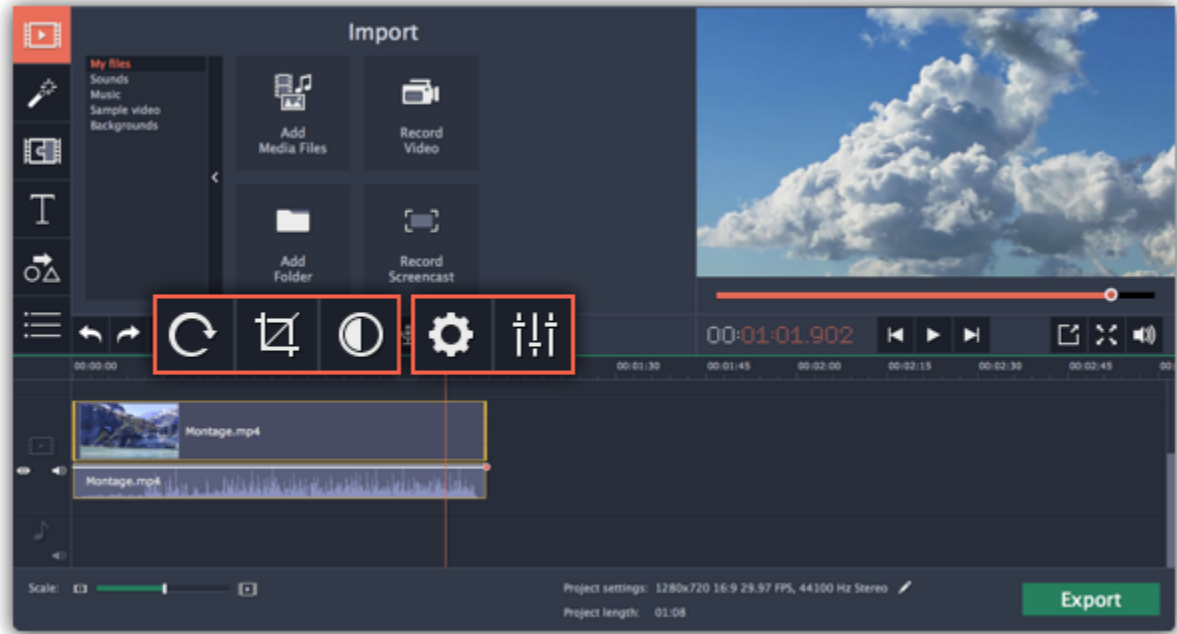 Import
My files
Sounds
Music
Sample video
Backgrounds
Add
Media Files
Record
Video
Add
Folder
Record
Screencast
00:01:01.902
00:00:00
00:01:30
00:01:45
00:02:00
00:02:15
00:02:30
00:02:45
00:
Montage.mp4
Montage.mp4
Scale:
Project settings: 1280x720 16:9 29.97 FPS, 44100 Hz Stereo
Project length: 01:08
Export